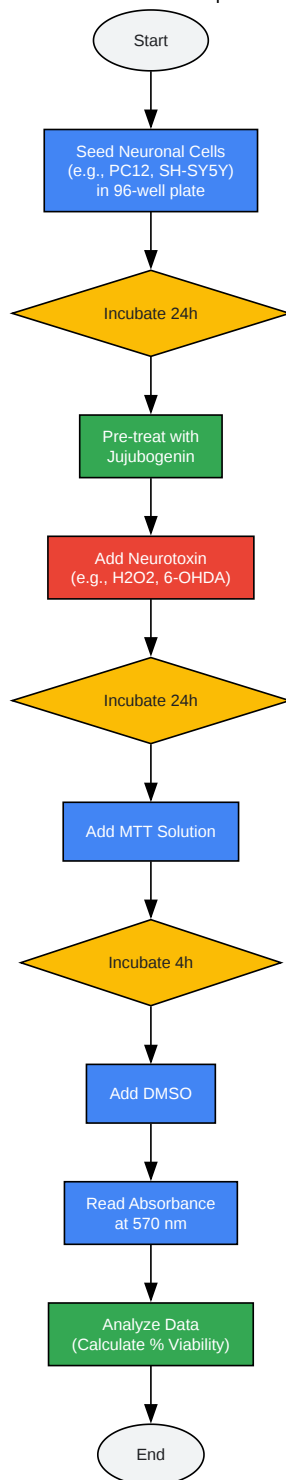 Start
Seed Neuronal Cells
(e.g., PC12, SH-SY5Y)
in 96-well plate
Incubate 24h
Pre-treat with
Jujubogenin
Add Neurotoxin
(e.g., H2O2, 6-OHDA)
Incubate 24h
Add MTT Solution
Incubate 4h
Add DMSO
Read Absorbance
at 570 nm
Analyze Data
(Calculate % Viability)
End